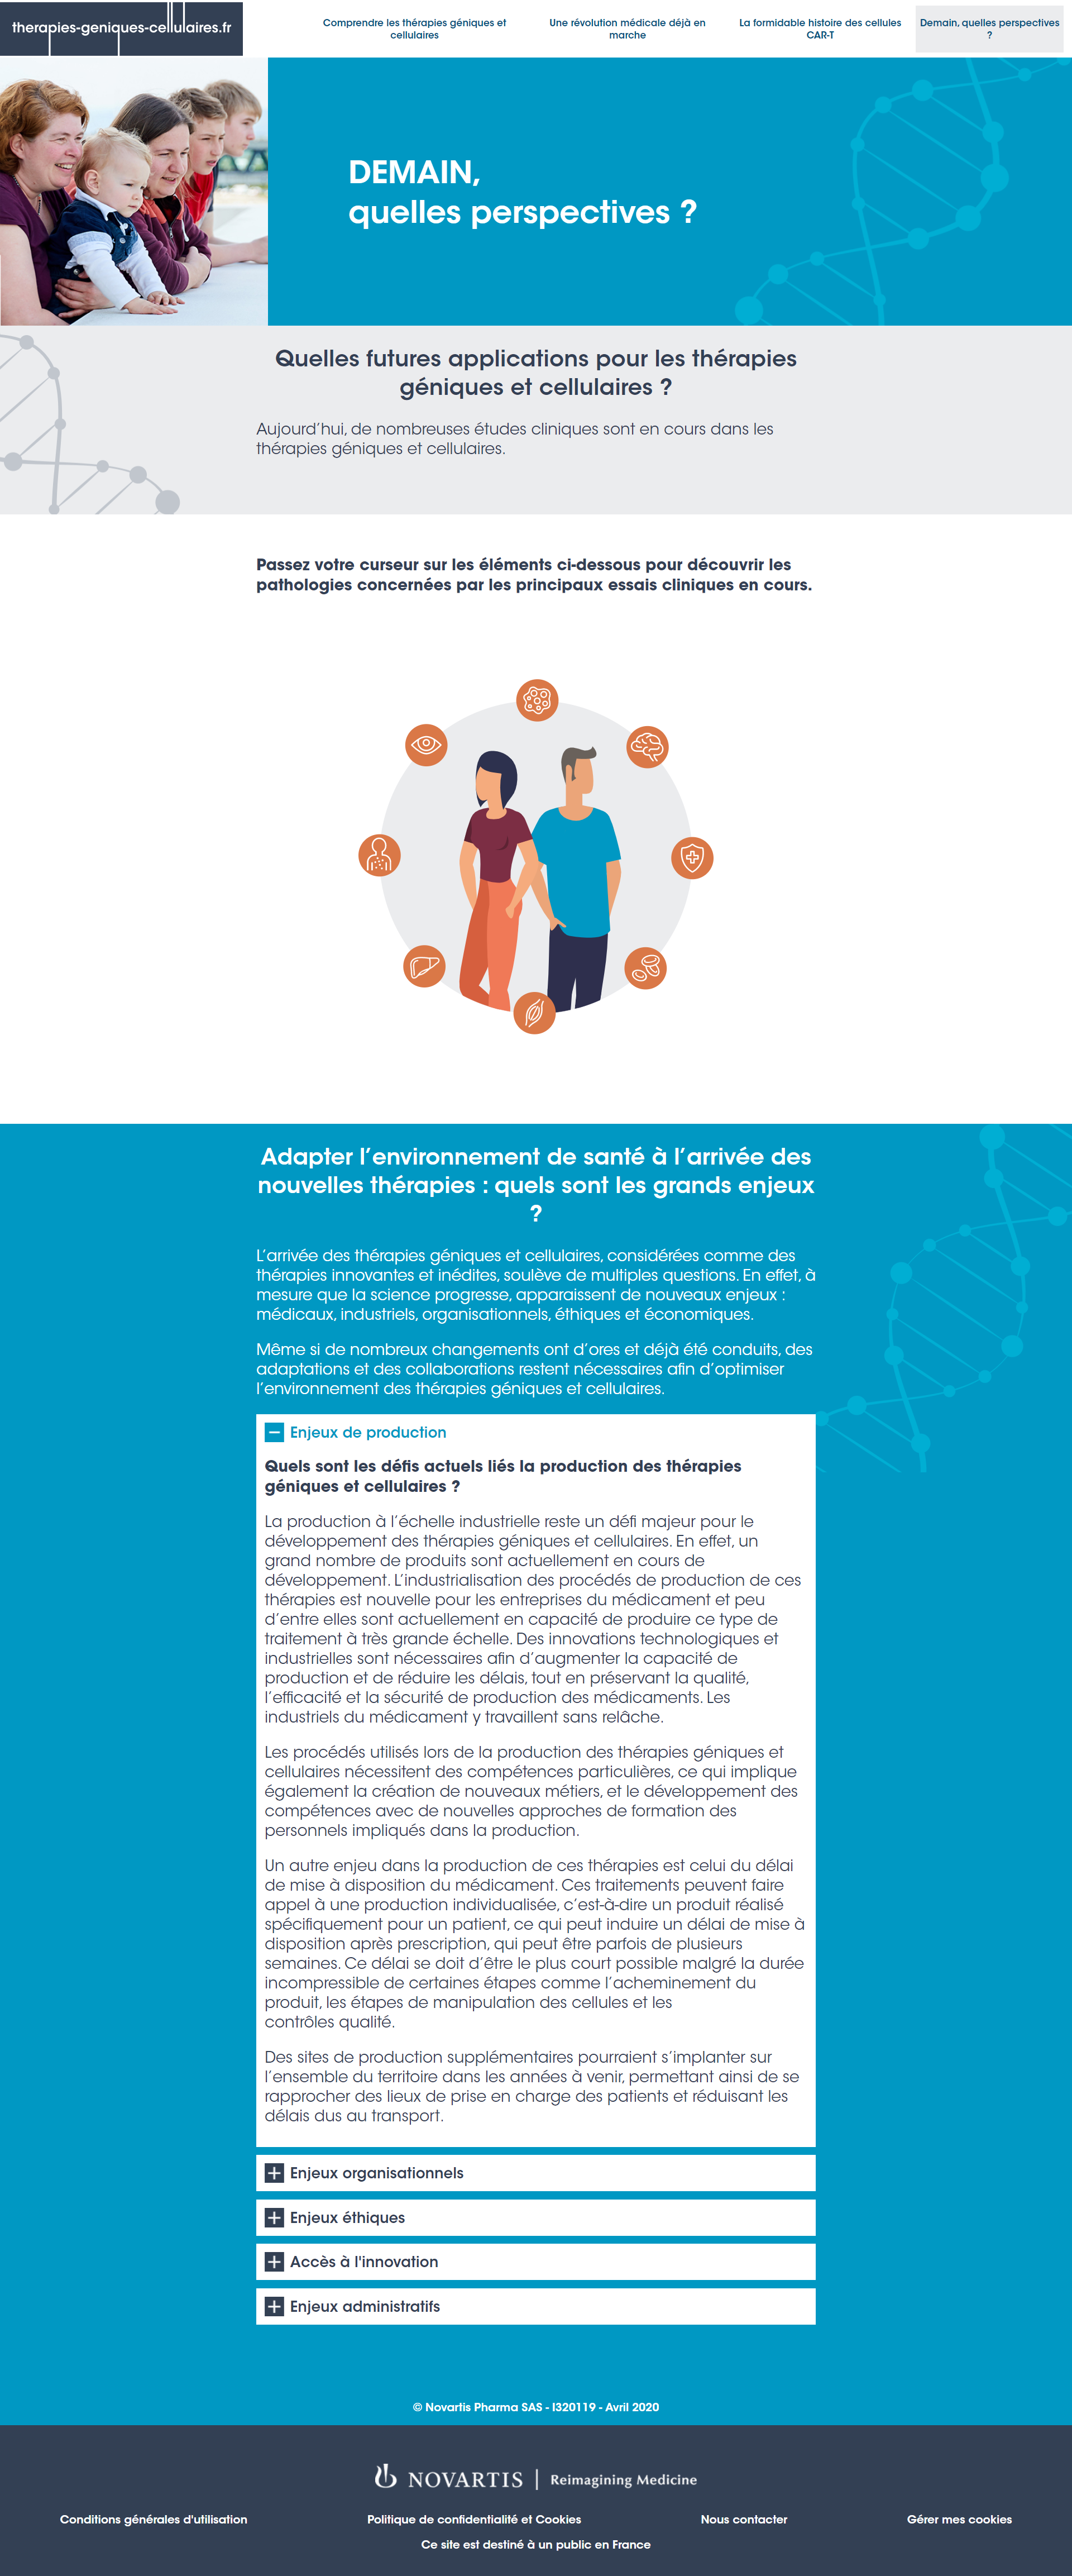 therapies-geniques-cellulaires.fr
Comprendre les thérapies géniques et
cellulaires
Une révolution médicale déjà en
marche
La formidable histoire des cellules
CAR-T
Demain, quelles perspectives
?
DEMAIN,
quelles perspectives ?
Quelles futures applications pour les thérapies
géniques et cellulaires ?
Aujourd’hui, de nombreuses études cliniques sont en cours dans les
thérapies géniques et cellulaires.
Passez votre curseur sur les éléments ci-dessous pour découvrir les
pathologies concernées par les principaux essais cliniques en cours.
Adapter l’environnement de santé à l’arrivée des
nouvelles thérapies : quels sont les grands enjeux
?
L’arrivée des thérapies géniques et cellulaires, considérées comme des
thérapies innovantes et inédites, soulève de multiples questions. En effet, à
mesure que la science progresse, apparaissent de nouveaux enjeux :
médicaux, industriels, organisationnels, éthiques et économiques.
Même si de nombreux changements ont d’ores et déjà été conduits, des
adaptations et des collaborations restent nécessaires afin d’optimiser
l’environnement des thérapies géniques et cellulaires.
Enjeux de production
Quels sont les défis actuels liés la production des thérapies
géniques et cellulaires ?
La production à l’échelle industrielle reste un défi majeur pour le
développement des thérapies géniques et cellulaires. En effet, un
grand nombre de produits sont actuellement en cours de
développement. L’industrialisation des procédés de production de ces
thérapies est nouvelle pour les entreprises du médicament et peu
d’entre elles sont actuellement en capacité de produire ce type de
traitement à très grande échelle. Des innovations technologiques et
industrielles sont nécessaires afin d’augmenter la capacité de
production et de réduire les délais, tout en préservant la qualité,
l’efficacité et la sécurité de production des médicaments. Les
industriels du médicament y travaillent sans relâche.
Les procédés utilisés lors de la production des thérapies géniques et
cellulaires nécessitent des compétences particulières, ce qui implique
également la création de nouveaux métiers, et le développement des
compétences avec de nouvelles approches de formation des
personnels impliqués dans la production.
Un autre enjeu dans la production de ces thérapies est celui du délai
de mise à disposition du médicament. Ces traitements peuvent faire
appel à une production individualisée, c’est-à-dire un produit réalisé
spécifiquement pour un patient, ce qui peut induire un délai de mise à
disposition après prescription, qui peut être parfois de plusieurs
semaines. Ce délai se doit d’être le plus court possible malgré la durée
incompressible de certaines étapes comme l’acheminement du
produit, les étapes de manipulation des cellules et les
contrôles qualité.
Des sites de production supplémentaires pourraient s’implanter sur
l’ensemble du territoire dans les années à venir, permettant ainsi de se
rapprocher des lieux de prise en charge des patients et réduisant les
délais dus au transport.
Enjeux organisationnels
Enjeux éthiques
Accès à l'innovation
Enjeux administratifs
© Novartis Pharma SAS - I320119 - Avril 2020
NOVARTIS | Reimagining Medicine
Conditions générales d'utilisation
Politique de confidentialité et Cookies
Nous contacter
Gérer mes cookies
Ce site est destiné à un public en France